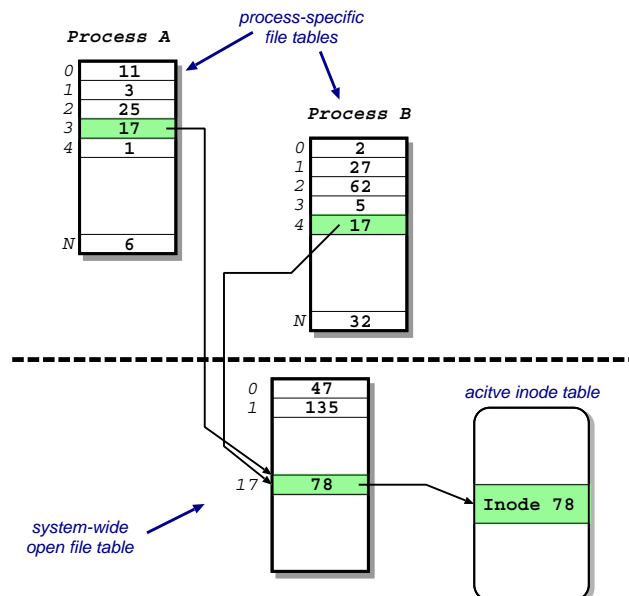 process-specific
file tables
Process A
0 11
1 3
2 25
3 17
4 1
N 6
Process B
0 2
1 27
2 62
3 5
4 17
N 32
0 47
1 135
17 78
system-wide
open file table
acitve inode table
Inode 78